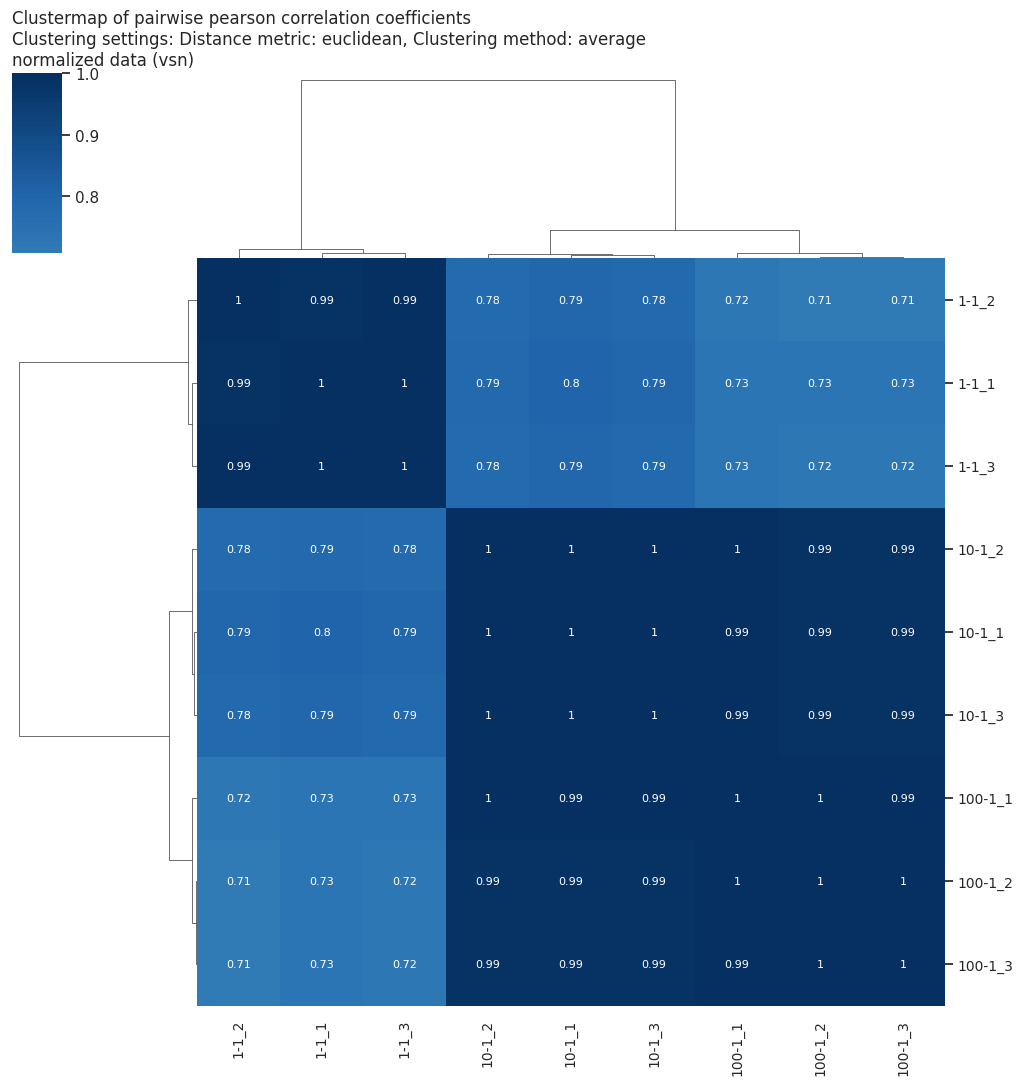 Clustermap of pairwise pearson correlation coefficients
Clustering settings: Distance metric: euclidean, Clustering method: average
normalized data (vsn)
1.0
0.9
0.8
1 0.99 0.99 0.78 0.79 0.78 0.72 0.71 0.71 1-1_2
0.99 1 1 0.79 0.8 0.79 0.73 0.73 0.73 1-1_1
0.99 1 1 0.78 0.79 0.79 0.73 0.72 0.72 1-1_3
0.78 0.79 0.78 1 1 1 1 0.99 0.99 10-1_2
0.79 0.8 0.79 1 1 1 0.99 0.99 0.99 10-1_1
0.78 0.79 0.79 1 1 1 0.99 0.99 0.99 10-1_3
0.72 0.73 0.73 1 0.99 0.99 1 1 0.99 100-1_1
0.71 0.73 0.72 0.99 0.99 0.99 1 1 1 100-1_2
0.71 0.73 0.72 0.99 0.99 0.99 0.99 1 1 100-1_3
1-1_2 1-1_1 1-1_3 10-1_2 10-1_1 10-1_3 100-1_1 100-1_2 100-1_3